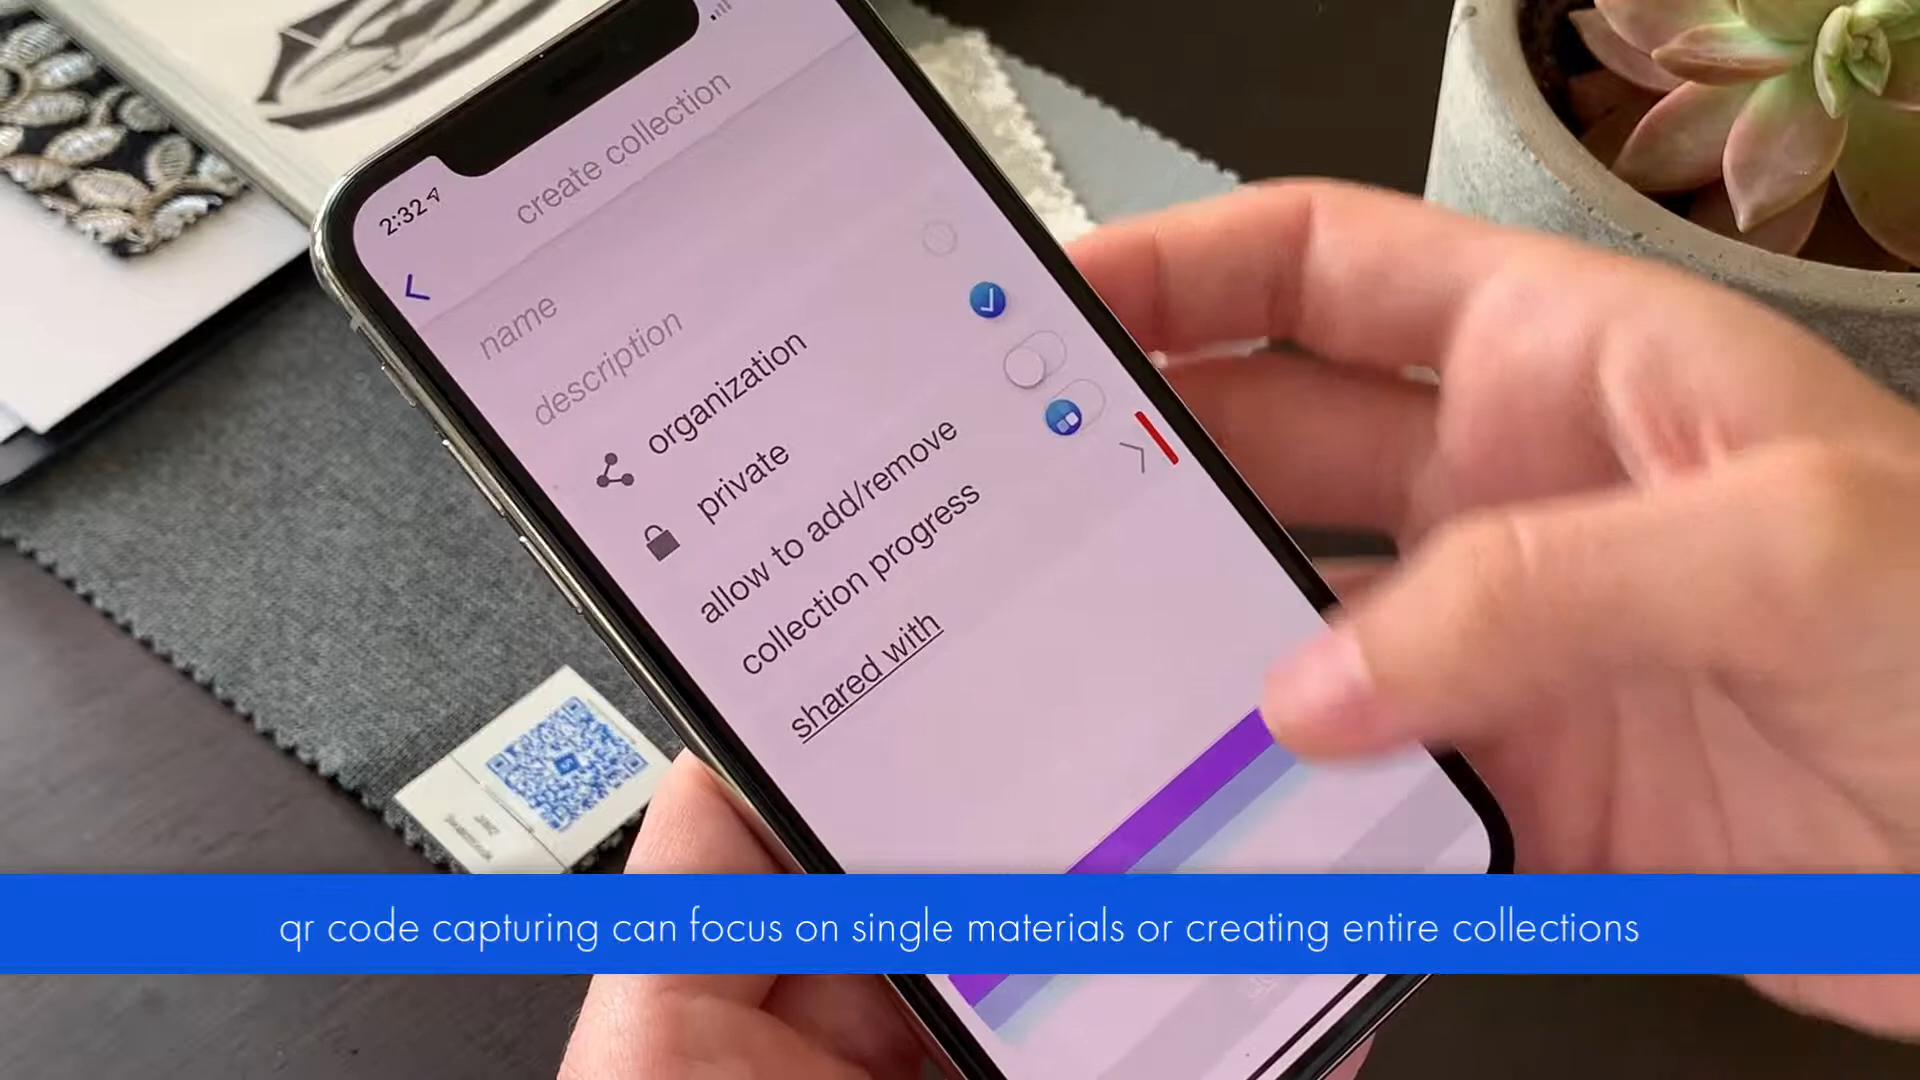 2:32
create collection
name
description
organization
private
allow to add/remove
collection progress
shared with
qr code capturing can focus on single materials or creating entire collections